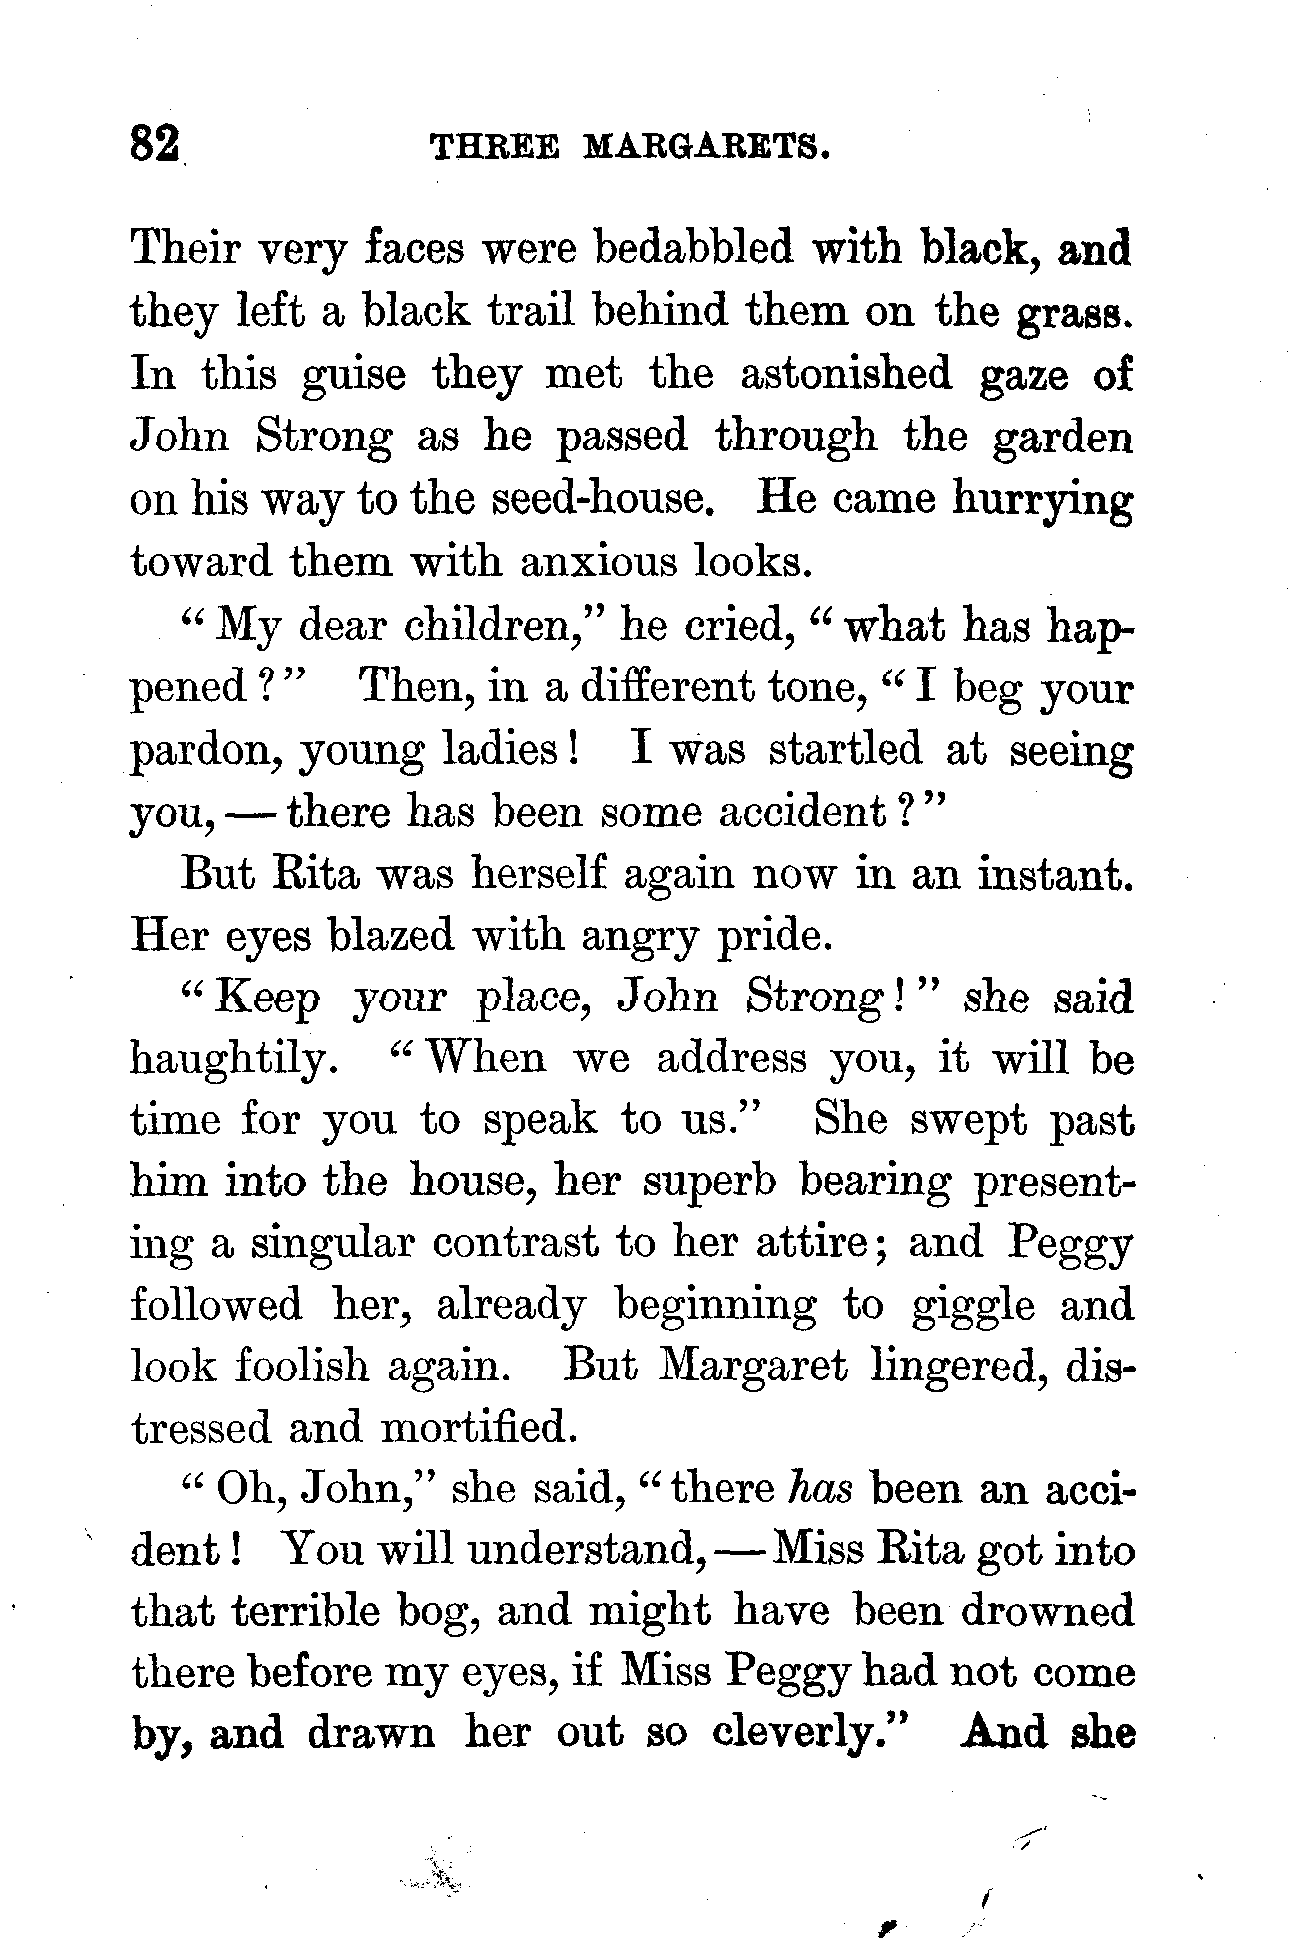 82 THREE MARGARETS.
Their very faces were bedabbled with black, and
they left a black trail behind them on the grass.
In this guise they met the astonished gaze of
John Strong as he passed through the garden
on his way to the seed-house. He came hurrying
toward them with anxious looks.
“ My dear children,” he cried, “ what has hap-
pened ? ” Then, in a different tone, “ I beg your
pardon, young ladies ! I was startled at seeing
you, — there has been some accident ? ”
But Rita was herself again now in an instant.
Her eyes blazed with angry pride.
“ Keep your place, John Strong ! ” she said
haughtily. “ When we address you, it will be
time for you to speak to us.” She swept past
him into the house, her superb bearing present-
ing a singular contrast to her attire ; and Peggy
followed her, already beginning to giggle and
look foolish again. But Margaret lingered, dis-
tressed and mortified.
“ Oh, John,” she said, “ there has been an acci-
dent ! You will understand, — Miss Rita got into
that terrible bog, and might have been drowned
there before my eyes, if Miss Peggy had not come
by, and drawn her out so cleverly.” And she